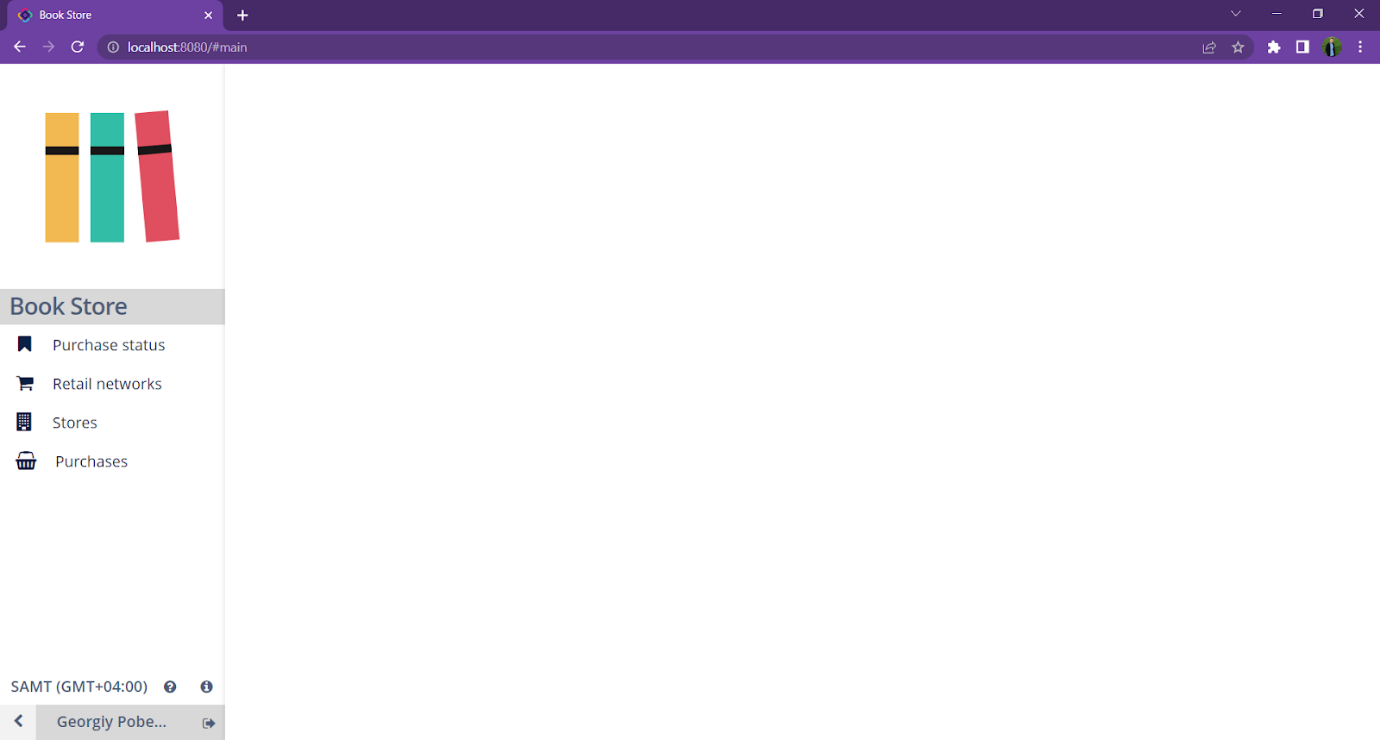 Book Store
localhost:8080/#main
Book Store
Purchase status
Retail networks
Stores
Purchases
SAMT (GMT+04:00)
Georgiy Pobe...